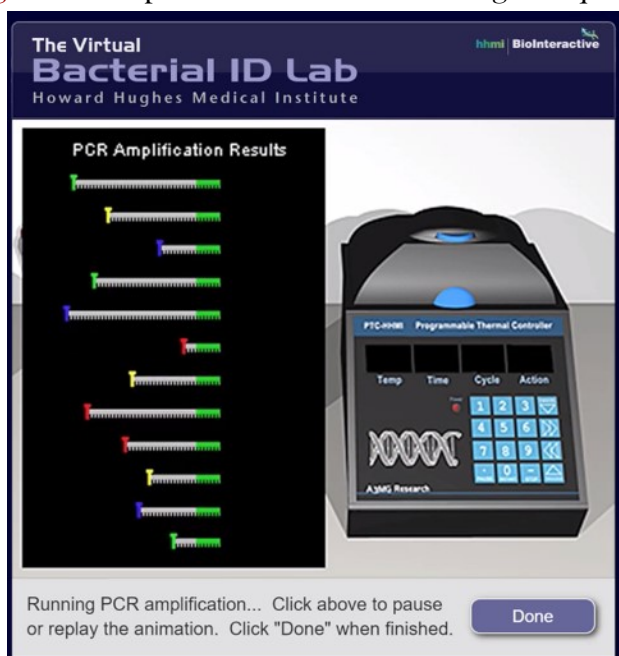 The Virtual
Bacterial ID Lab
Howard Hughes Medical Institute
hhmi BioInteractive
PCR Amplification Results
PTC-HHMI Programmable Thermal Controller
Temp Time Cycle Action
1 2 3
4 5 6
7 8 9
0
A3MG Research
Running PCR amplification... Click above to pause
or replay the animation. Click "Done" when finished.
Done